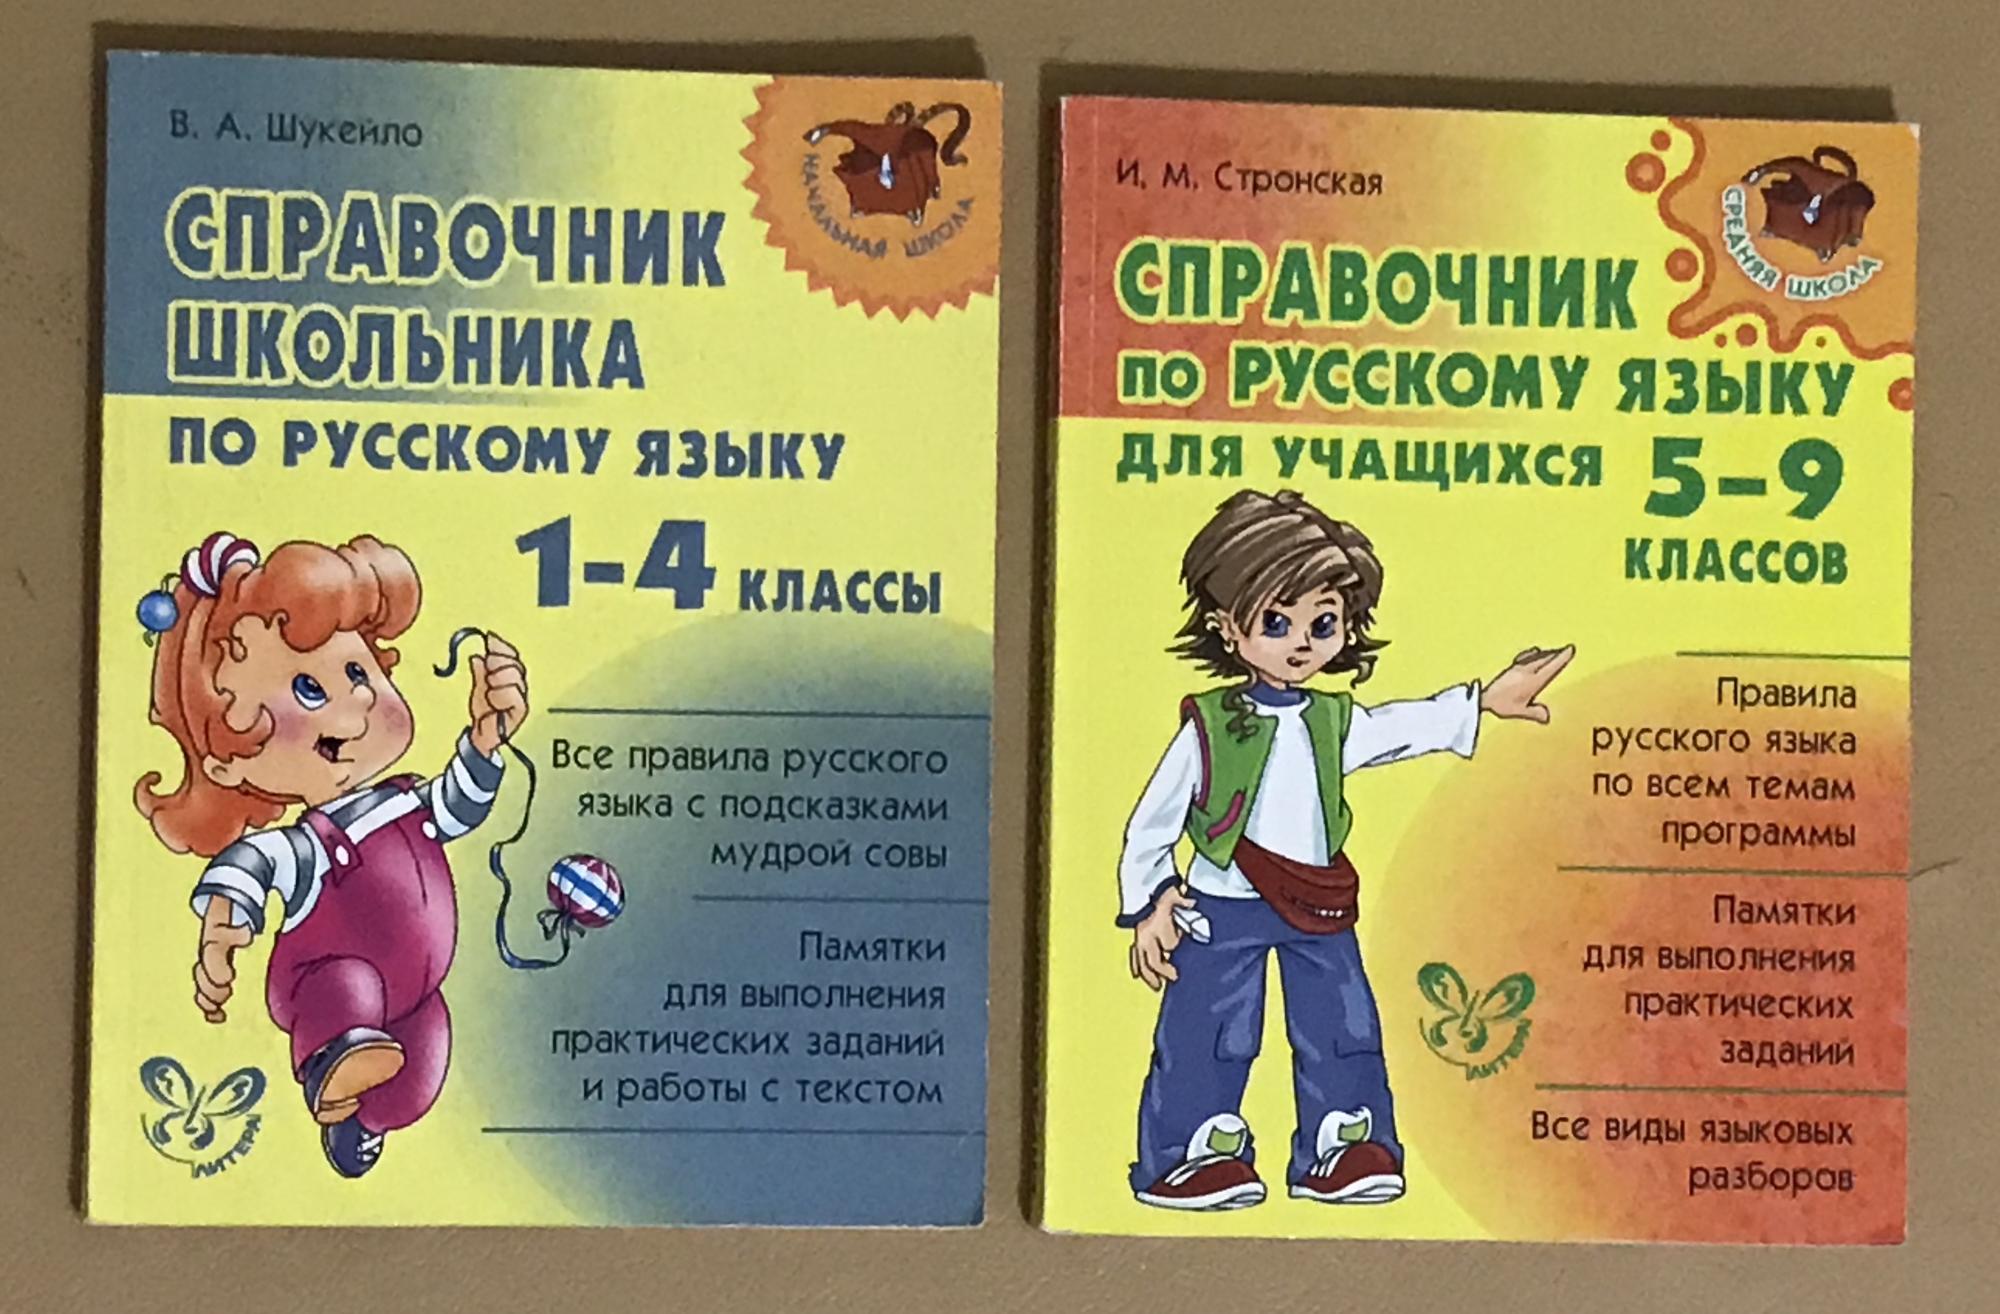 В. А. Шукейло
НАЧАЛЬНАЯ ШКОЛА
СПРАВОЧНИК
ШКОЛЬНИКА
ПО РУССКОМУ ЯЗЫКУ
1-4 КЛАССЫ
Все правила русского
языка с подсказками
мудрой совы
Памятки
для выполнения
практических заданий
и работы с текстом
ЛИТЕРА
И. М. Стронская
СРЕДНЯЯ ШКОЛА
СПРАВОЧНИК
ПО РУССКОМУ ЯЗЫКУ
ДЛЯ УЧАЩИХСЯ 5-9
КЛАССОВ
Правила
русского языка
по всем темам
программы
Памятки
для выполнения
практических
заданий
ЛИТЕРА
Все виды языковых
разборов